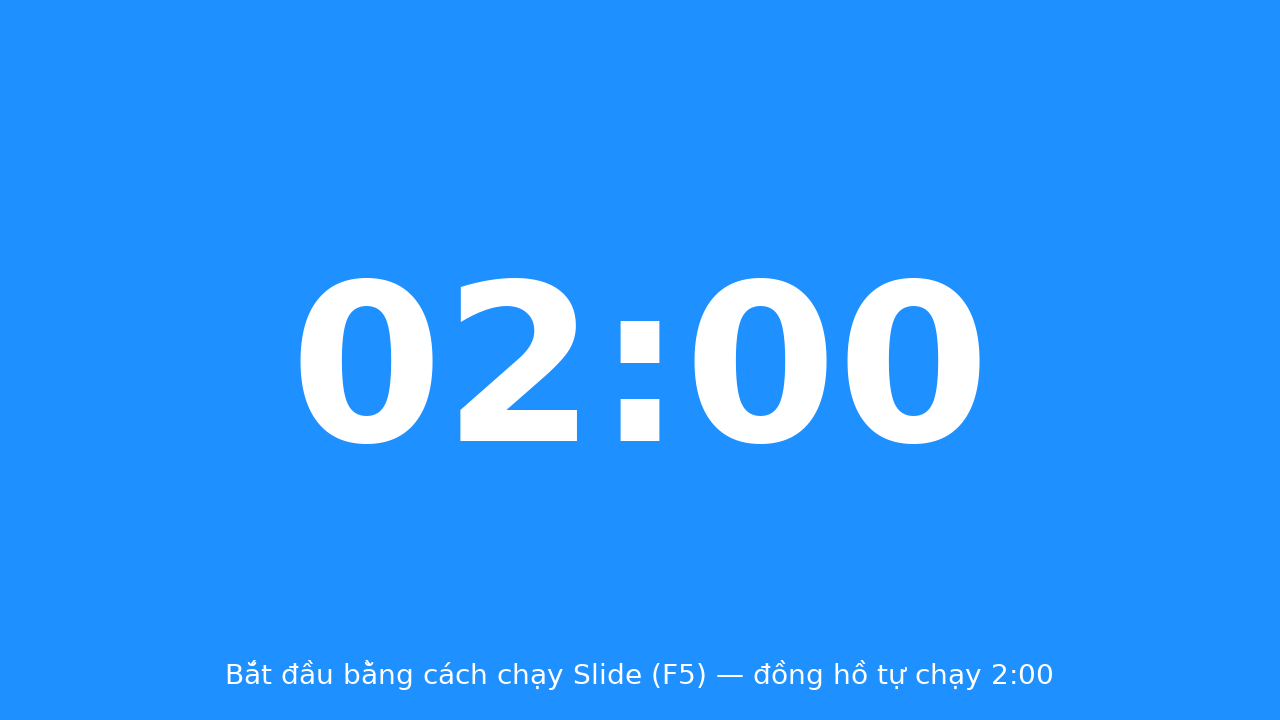 02:00
Bắt đầu bằng cách chạy Slide (F5) — đồng hồ tự chạy 2:00